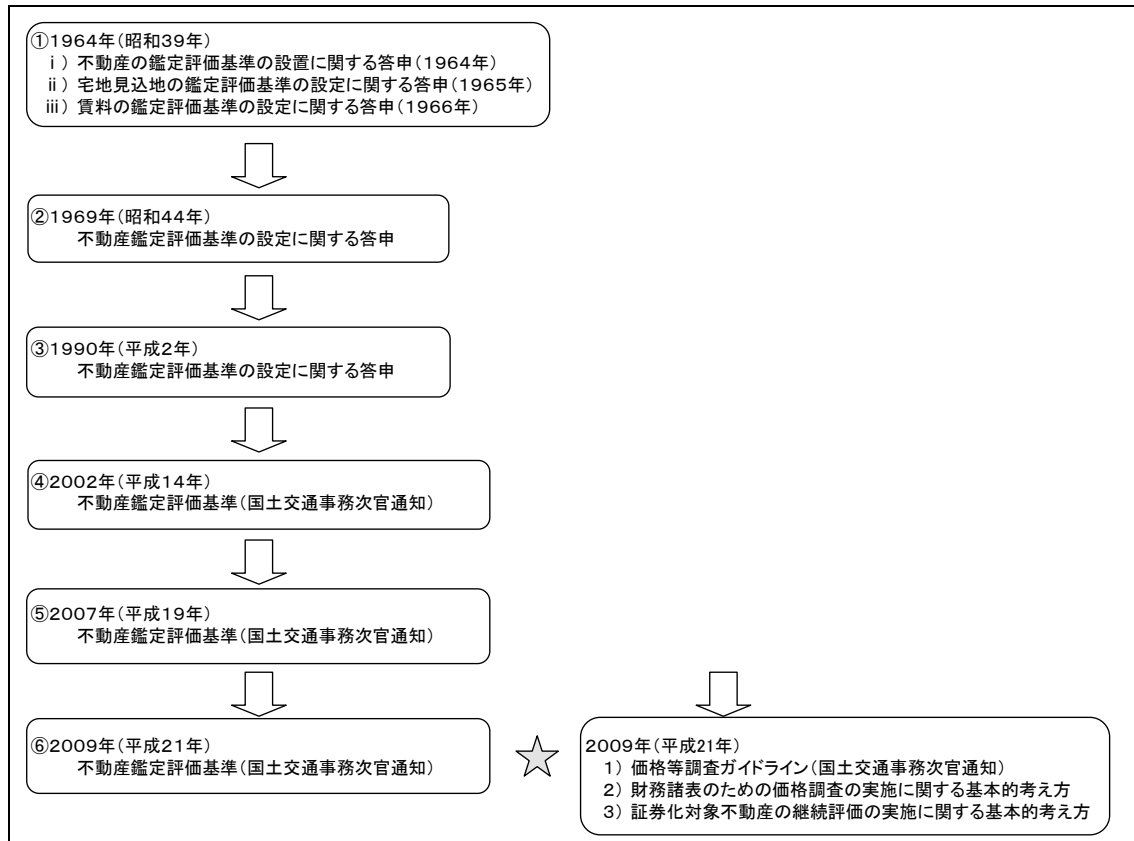 ①1964年(昭和39年)
ⅰ) 不動産の鑑定評価基準の設置に関する答申(1964年)
ⅱ) 宅地見込地の鑑定評価基準の設定に関する答申(1965年)
ⅲ) 賃料の鑑定評価基準の設定に関する答申(1966年)
②1969年(昭和44年)
不動産鑑定評価基準の設定に関する答申
③1990年(平成2年)
不動産鑑定評価基準の設定に関する答申
④2002年(平成14年)
不動産鑑定評価基準(国土交通事務次官通知)
⑤2007年(平成19年)
不動産鑑定評価基準(国土交通事務次官通知)
⑥2009年(平成21年)
不動産鑑定評価基準(国土交通事務次官通知)
2009年(平成21年)
1) 価格等調査ガイドライン(国土交通事務次官通知)
2) 財務諸表のための価格調査の実施に関する基本的考え方
3) 証券化対象不動産の継続評価の実施に関する基本的考え方